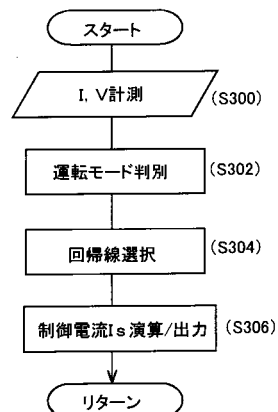 スタート
I, V計測
(S300)
運転モード判別
(S302)
回帰線選択
(S304)
制御電流Is演算/出力
(S306)
リターン